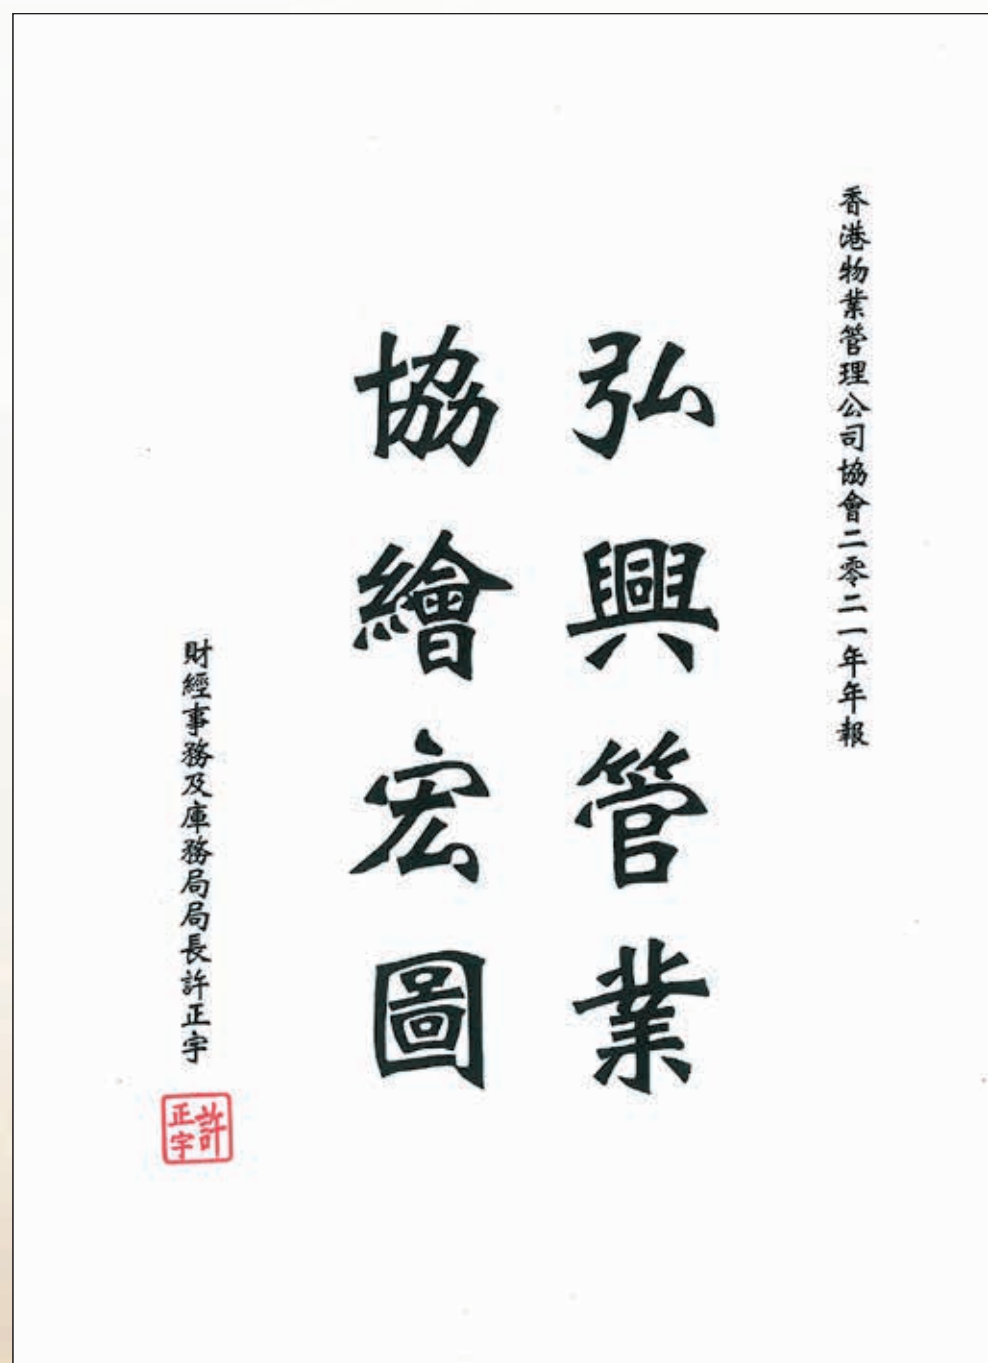 香港物業管理公司協會二零二一年年報
弘興管業
協繪宏圖
財經事務及庫務局局長許正宇
許正宇